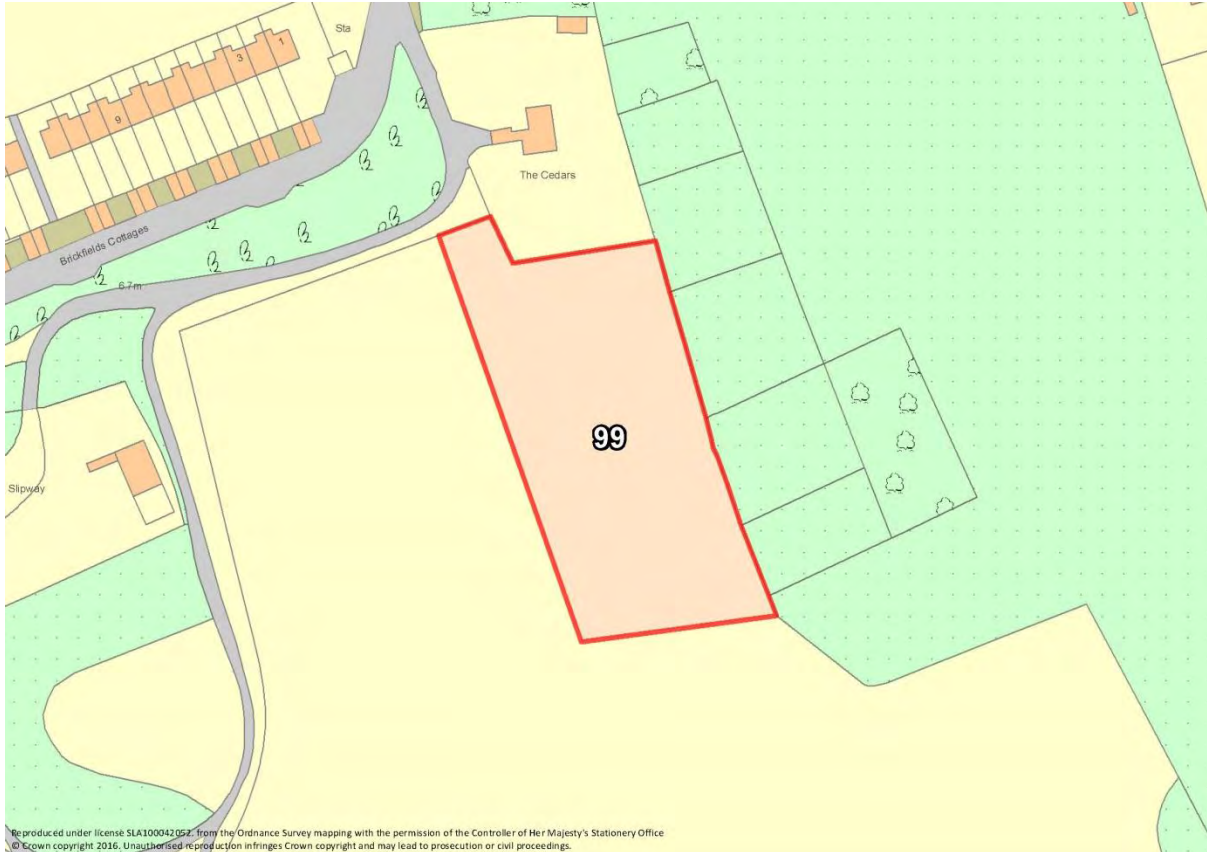 Sta
1
3
9
The Cedars
Brickfields Cottages
6.7m
99
Slipway
Reproduced under license SLA100042052. from the Ordnance Survey mapping with the permission of the Controller of Her Majesty's Stationery Office
© Crown copyright 2016. Unauthorised reproduction infringes Crown copyright and may lead to prosecution or civil proceedings.